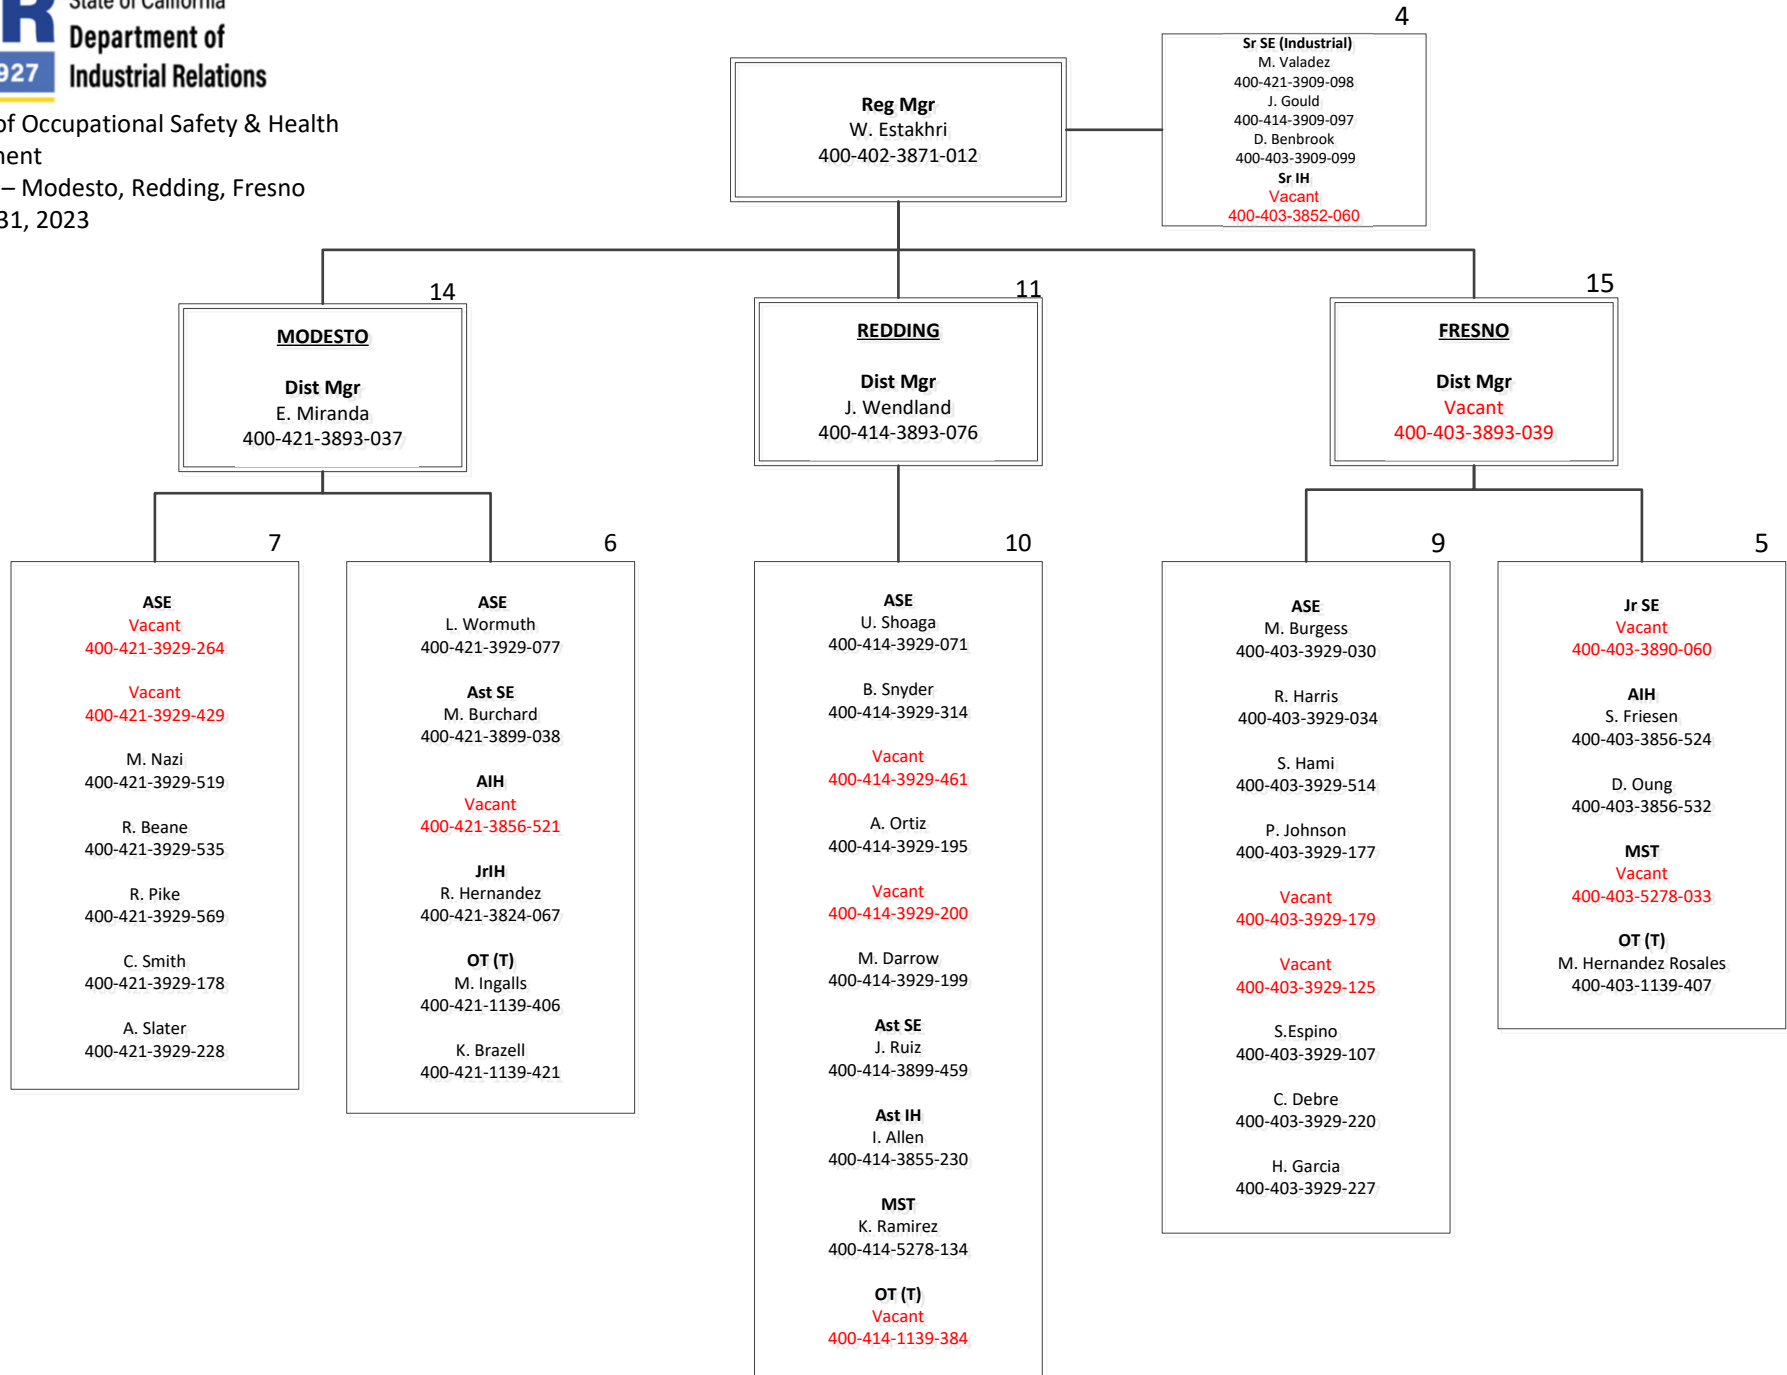 State of California
Department of
Industrial Relations
927
of Occupational Safety & Health
– Modesto, Redding, Fresno
31, 2023
4
Sr SE (Industrial)
M. Valadez
400-421-3909-098
J. Gould
400-414-3909-097
D. Benbrook
400-403-3909-099
Sr IH
Vacant
400-403-3852-060
Reg Mgr
W. Estakhri
400-402-3871-012
14
MODESTO
Dist Mgr
E. Miranda
400-421-3893-037
11
REDDING
Dist Mgr
J. Wendland
400-414-3893-076
15
FRESNO
Dist Mgr
Vacant
400-403-3893-039
7
ASE
Vacant
400-421-3929-264
Vacant
400-421-3929-429
M. Nazi
400-421-3929-519
R. Beane
400-421-3929-535
R. Pike
400-421-3929-569
C. Smith
400-421-3929-178
A. Slater
400-421-3929-228
6
ASE
L. Wormuth
400-421-3929-077
Ast SE
M. Burchard
400-421-3899-038
AIH
Vacant
400-421-3856-521
JrIH
R. Hernandez
400-421-3824-067
OT (T)
M. Ingalls
400-421-1139-406
K. Brazell
400-421-1139-421
10
ASE
U. Shoaga
400-414-3929-071
B. Snyder
400-414-3929-314
Vacant
400-414-3929-461
A. Ortiz
400-414-3929-195
Vacant
400-414-3929-200
M. Darrow
400-414-3929-199
Ast SE
J. Ruiz
400-414-3899-459
Ast IH
I. Allen
400-414-3855-230
MST
K. Ramirez
400-414-5278-134
OT (T)
Vacant
400-414-1139-384
9
ASE
M. Burgess
400-403-3929-030
R. Harris
400-403-3929-034
S. Hami
400-403-3929-514
P. Johnson
400-403-3929-177
Vacant
400-403-3929-179
Vacant
400-403-3929-125
S.Espino
400-403-3929-107
C. Debre
400-403-3929-220
H. Garcia
400-403-3929-227
5
Jr SE
Vacant
400-403-3890-060
AIH
S. Friesen
400-403-3856-524
D. Oung
400-403-3856-532
MST
Vacant
400-403-5278-033
OT (T)
M. Hernandez Rosales
400-403-1139-407